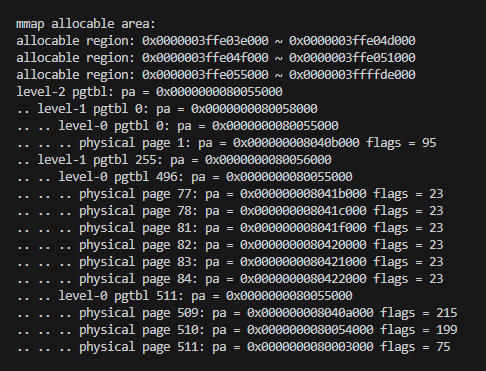 mmap allocable area:
allocable region: 0x0000003ffe03e000 ~ 0x0000003ffe04d000
allocable region: 0x0000003ffe04f000 ~ 0x0000003ffe051000
allocable region: 0x0000003ffe055000 ~ 0x0000003ffffde000
level-2 pgtbl: pa = 0x0000000080055000
.. level-1 pgtbl 0: pa = 0x0000000080058000
.. .. level-0 pgtbl 0: pa = 0x0000000080055000
.. .. .. physical page 1: pa = 0x000000008040b000 flags = 95
.. level-1 pgtbl 255: pa = 0x0000000080056000
.. .. level-0 pgtbl 496: pa = 0x0000000080055000
.. .. .. physical page 77: pa = 0x000000008041b000 flags = 23
.. .. .. physical page 78: pa = 0x000000008041c000 flags = 23
.. .. .. physical page 81: pa = 0x000000008041f000 flags = 23
.. .. .. physical page 82: pa = 0x0000000080420000 flags = 23
.. .. .. physical page 83: pa = 0x0000000080421000 flags = 23
.. .. .. physical page 84: pa = 0x0000000080422000 flags = 23
.. .. level-0 pgtbl 511: pa = 0x0000000080055000
.. .. .. physical page 509: pa = 0x000000008040a000 flags = 215
.. .. .. physical page 510: pa = 0x0000000080054000 flags = 199
.. .. .. physical page 511: pa = 0x0000000080003000 flags = 75